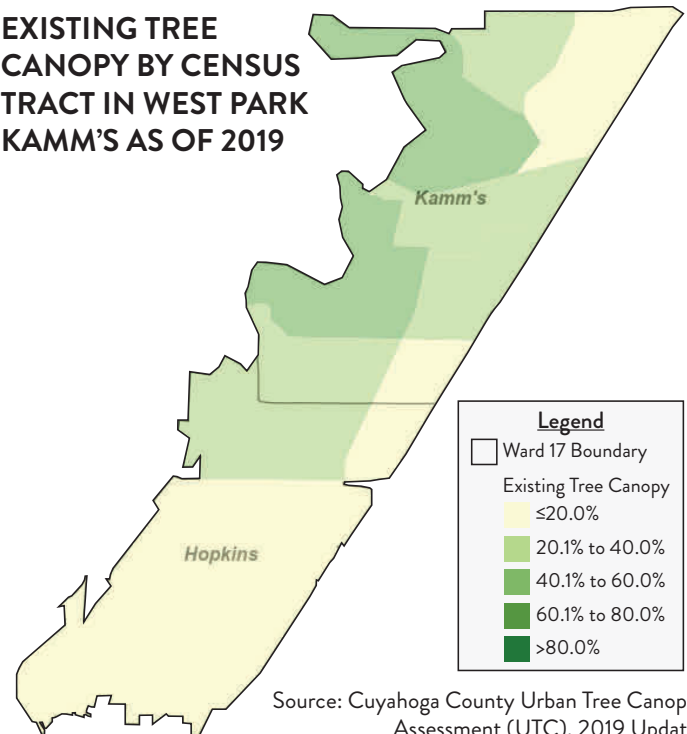 EXISTING TREE
CANOPY BY CENSUS
TRACT IN WEST PARK
KAMM'S AS OF 2019
Kamm's
Hopkins
Legend
Ward 17 Boundary
Existing Tree Canopy
≤20.0%
20.1% to 40.0%
40.1% to 60.0%
60.1% to 80.0%
>80.0%
Source: Cuyahoga County Urban Tree Canop
Assessment (UTC), 2019 Updat